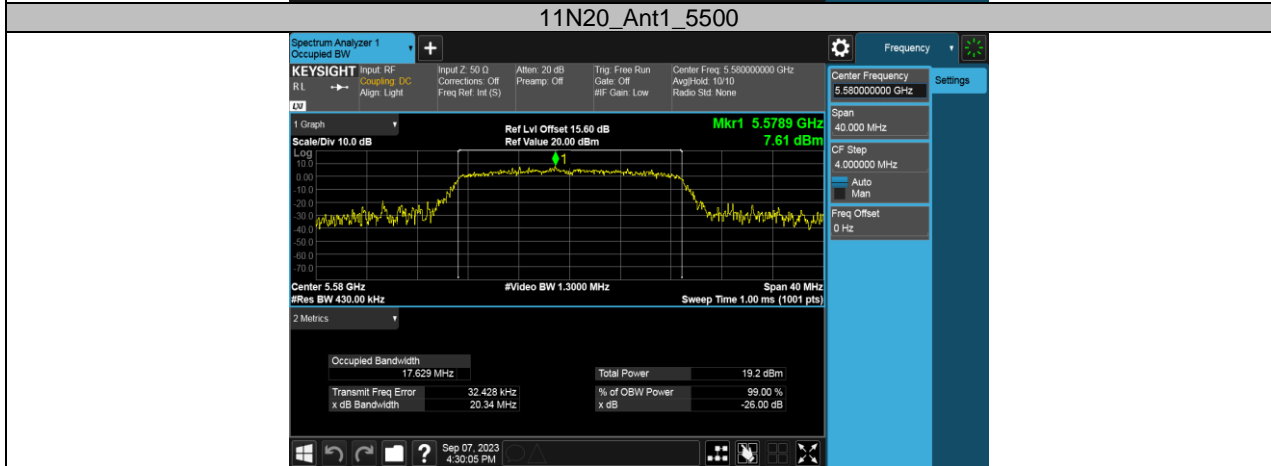 11N20_Ant1_5500
Spectrum Analyzer 1
Occupied BW
Frequency
KEYSIGHT
RL
LXI
Input: RF
Coupling: DC
Align: Light
Input Z: 50 Ω
Corrections: Off
Freq Ref: Int (S)
Atten: 20 dB
Preamp: Off
Trig: Free Run
Gate: Off
#IF Gain: Low
Center Freq: 5.580000000 GHz
Avg|Hold: 10/10
Radio Std: None
Center Frequency
5.580000000 GHz
Settings
Span
40.000 MHz
CF Step
4.000000 MHz
Auto
Man
Freq Offset
0 Hz
1 Graph
Scale/Div 10.0 dB
Ref Lvl Offset 15.60 dB
Ref Value 20.00 dBm
Mkr1 5.5789 GHz
7.61 dBm
Log
10.0
0.00
-10.0
-20.0
-30.0
-40.0
-50.0
-60.0
-70.0
1
Center 5.58 GHz
#Video BW 1.3000 MHz
Span 40 MHz
#Res BW 430.00 kHz
Sweep Time 1.00 ms (1001 pts)
2 Metrics
Occupied Bandwidth
17.629 MHz
Total Power 19.2 dBm
Transmit Freq Error 32.428 kHz
% of OBW Power 99.00 %
x dB Bandwidth 20.34 MHz
x dB -26.00 dB
Sep 07, 2023
4:30:05 PM